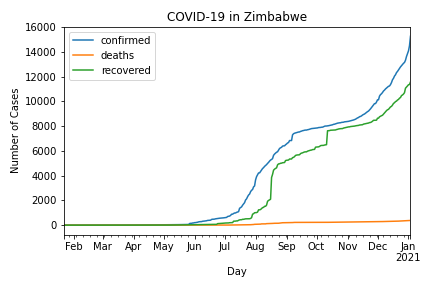 COVID-19 in Zimbabwe
confirmed
deaths
recovered
16000
14000
12000
10000
8000
6000
4000
2000
0
Number of Cases
Feb Mar Apr May Jun Jul Aug Sep Oct Nov Dec Jan
2021
Day